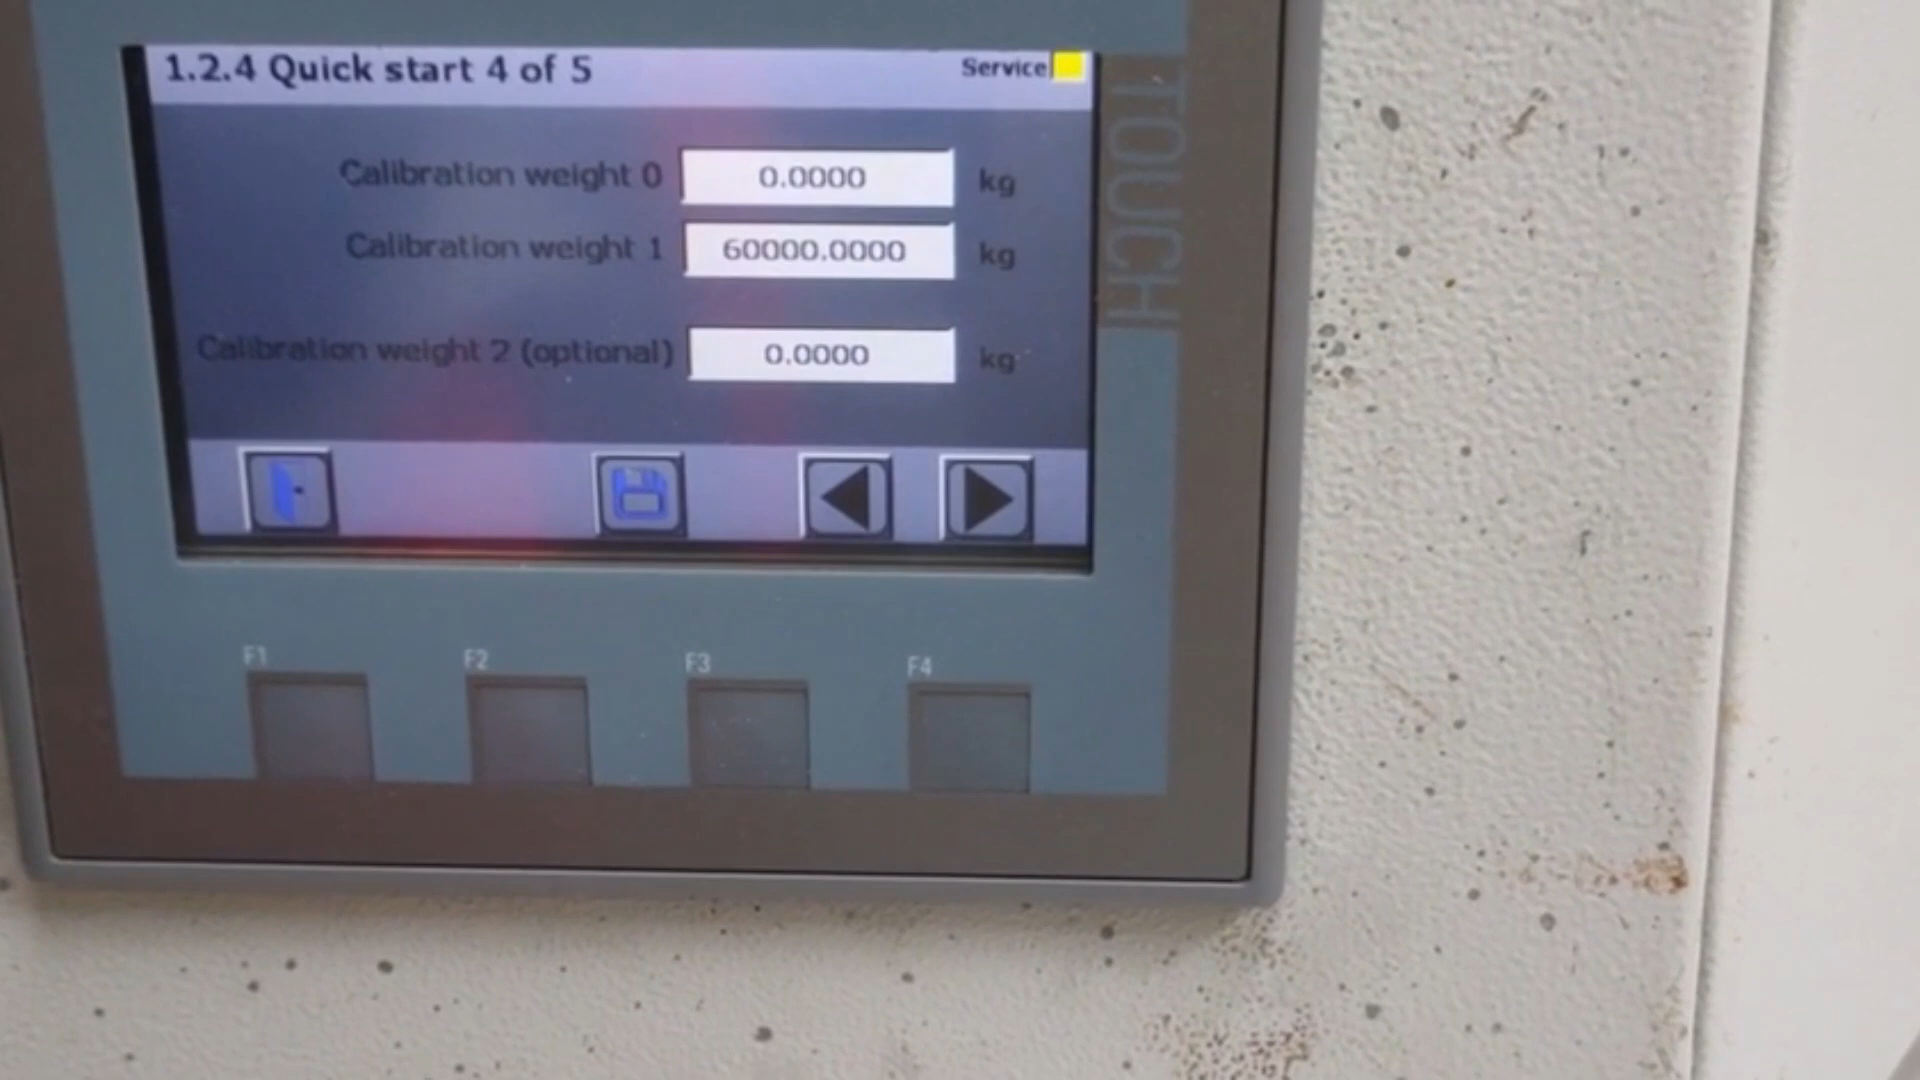 1.2.4 Quick start 4 of 5 Service
Calibration weight 0 0.0000 kg
Calibration weight 1 60000.0000 kg
Calibration weight 2 (optional) 0.0000 kg
TOUCH
F1 F2 F3 F4